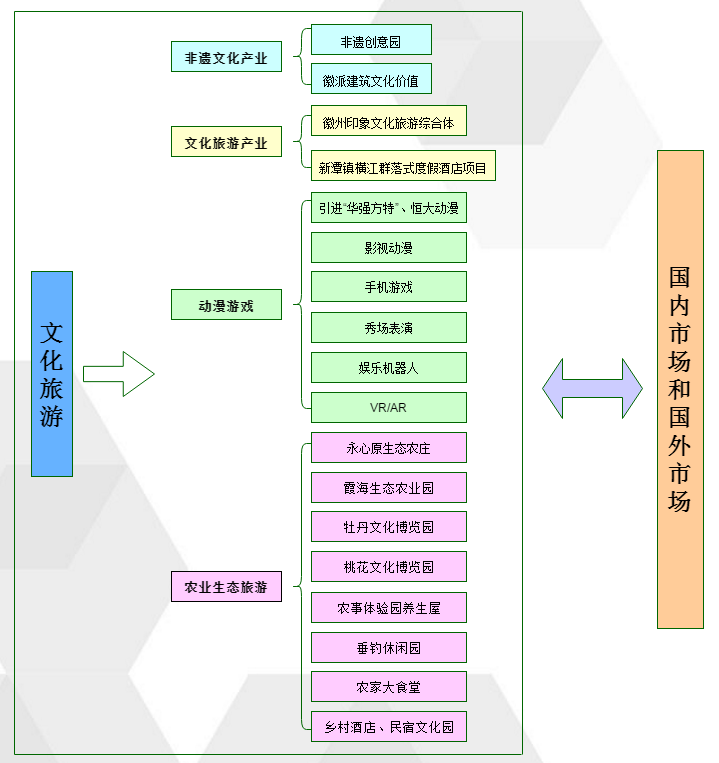 文化旅游
非遗文化产业
非遗创意园
徽派建筑文化价值
文化旅游产业
徽州印象文化旅游综合体
新潭镇横江群落式度假酒店项目
动漫游戏
引进“华强方特”、恒大动漫
影视动漫
手机游戏
秀场表演
娱乐机器人
VR/AR
农业生态旅游
永心原生态农庄
霞海生态农业园
牡丹文化博览园
桃花文化博览园
农事体验园养生屋
垂钓休闲园
农家大食堂
乡村酒店、民宿文化园
国内市场和国外市场